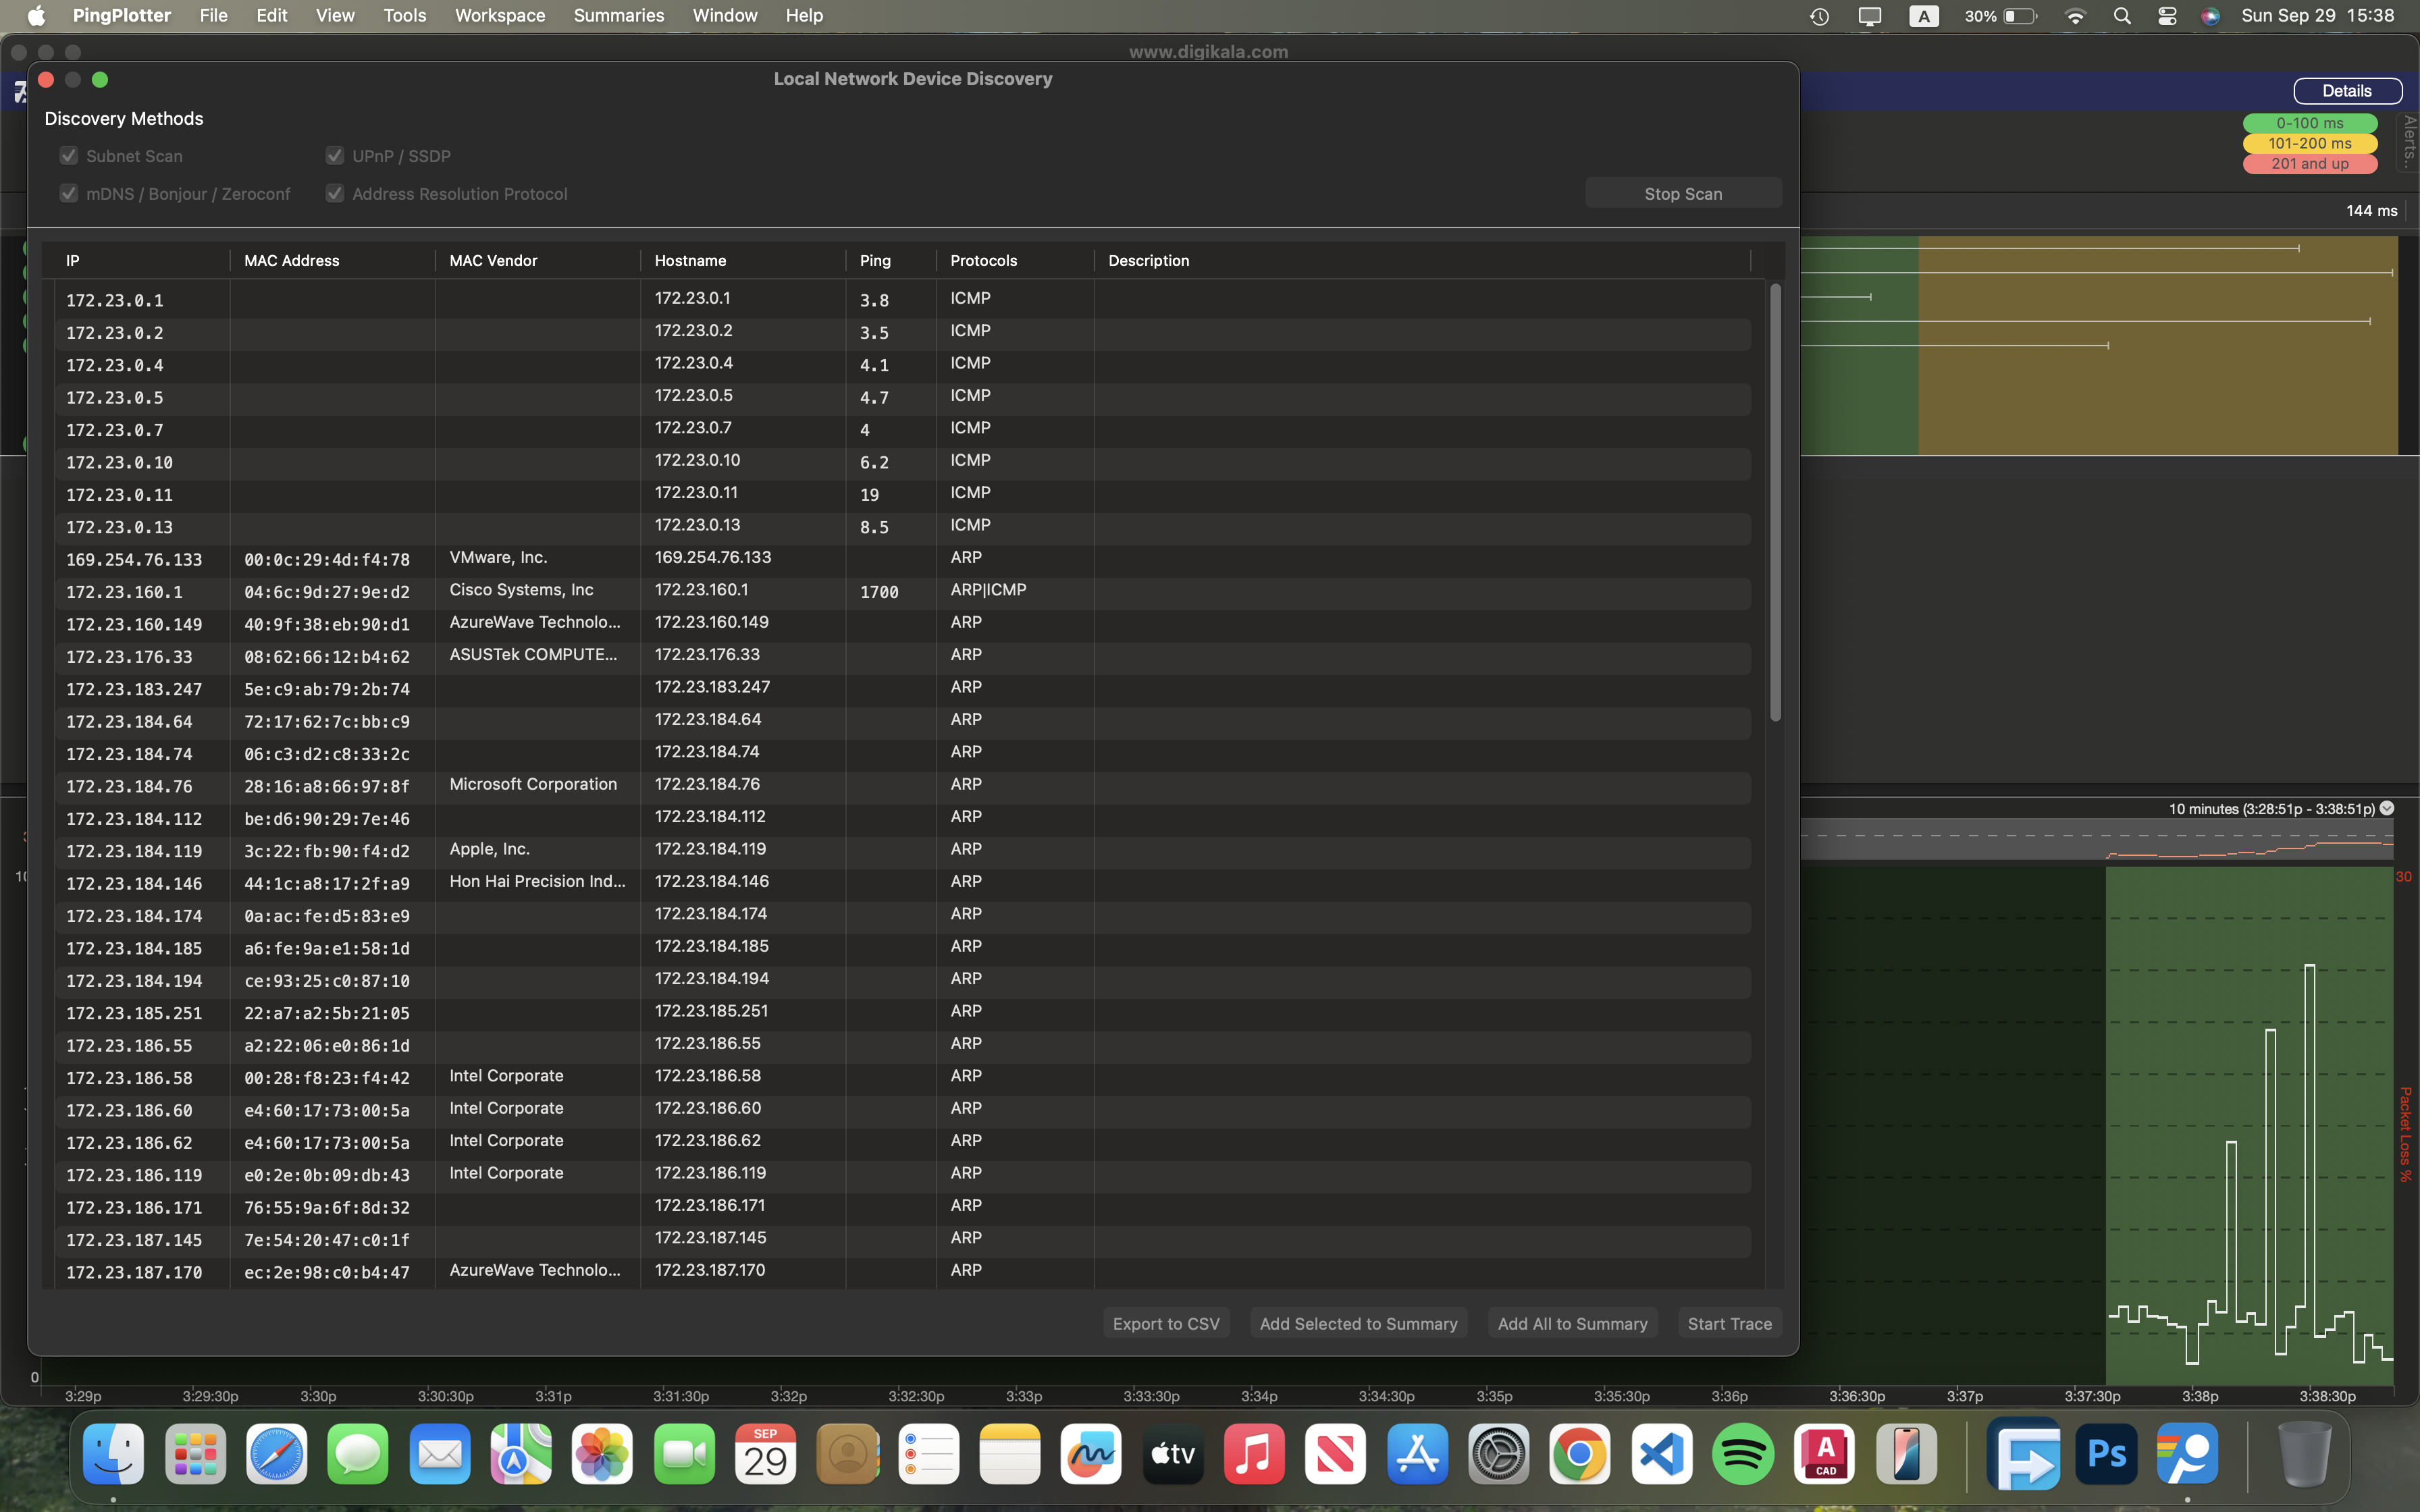 PingPlotter File Edit View Tools Workspace Summaries Window Help A 30% Sun Sep 29 15:38
www.digikala.com
Local Network Device Discovery
Details
Discovery Methods
0-100 ms
101-200 ms
201 and up
Alerts..
Subnet Scan UPnP / SSDP
mDNS / Bonjour / Zeroconf Address Resolution Protocol Stop Scan
144 ms
IP MAC Address MAC Vendor Hostname Ping Protocols Description
172.23.0.1 172.23.0.1 3.8 ICMP
172.23.0.2 172.23.0.2 3.5 ICMP
172.23.0.4 172.23.0.4 4.1 ICMP
172.23.0.5 172.23.0.5 4.7 ICMP
172.23.0.7 172.23.0.7 4 ICMP
172.23.0.10 172.23.0.10 6.2 ICMP
172.23.0.11 172.23.0.11 19 ICMP
172.23.0.13 172.23.0.13 8.5 ICMP
169.254.76.133 00:0c:29:4d:f4:78 VMware, Inc. 169.254.76.133 ARP
172.23.160.1 04:6c:9d:27:9e:d2 Cisco Systems, Inc 172.23.160.1 1700 ARP|ICMP
172.23.160.149 40:9f:38:eb:90:d1 AzureWave Technolo... 172.23.160.149 ARP
172.23.176.33 08:62:66:12:b4:62 ASUSTek COMPUTE... 172.23.176.33 ARP
172.23.183.247 5e:c9:ab:79:2b:74 172.23.183.247 ARP
172.23.184.64 72:17:62:7c:bb:c9 172.23.184.64 ARP
172.23.184.74 06:c3:d2:c8:33:2c 172.23.184.74 ARP
172.23.184.76 28:16:a8:66:97:8f Microsoft Corporation 172.23.184.76 ARP
172.23.184.112 be:d6:90:29:7e:46 172.23.184.112 ARP
172.23.184.119 3c:22:fb:90:f4:d2 Apple, Inc. 172.23.184.119 ARP
172.23.184.146 44:1c:a8:17:2f:a9 Hon Hai Precision Ind... 172.23.184.146 ARP
172.23.184.174 0a:ac:fe:d5:83:e9 172.23.184.174 ARP
172.23.184.185 a6:fe:9a:e1:58:1d 172.23.184.185 ARP
172.23.184.194 ce:93:25:c0:87:10 172.23.184.194 ARP
172.23.185.251 22:a7:a2:5b:21:05 172.23.185.251 ARP
172.23.186.55 a2:22:06:e0:86:1d 172.23.186.55 ARP
172.23.186.58 00:28:f8:23:f4:42 Intel Corporate 172.23.186.58 ARP
172.23.186.60 e4:60:17:73:00:5a Intel Corporate 172.23.186.60 ARP
172.23.186.62 e4:60:17:73:00:5a Intel Corporate 172.23.186.62 ARP
172.23.186.119 e0:2e:0b:09:db:43 Intel Corporate 172.23.186.119 ARP
172.23.186.171 76:55:9a:6f:8d:32 172.23.186.171 ARP
172.23.187.145 7e:54:20:47:c0:1f 172.23.187.145 ARP
172.23.187.170 ec:2e:98:c0:b4:47 AzureWave Technolo... 172.23.187.170 ARP
10 minutes (3:28:51p - 3:38:51p)
30
Packet Loss %
Export to CSV Add Selected to Summary Add All to Summary Start Trace
0
3:29p 3:29:30p 3:30p 3:30:30p 3:31p 3:31:30p 3:32p 3:32:30p 3:33p 3:33:30p 3:34p 3:34:30p 3:35p 3:35:30p 3:36p 3:36:30p 3:37p 3:37:30p 3:38p 3:38:30p
SEP
29
tv
A
CAD
Ps